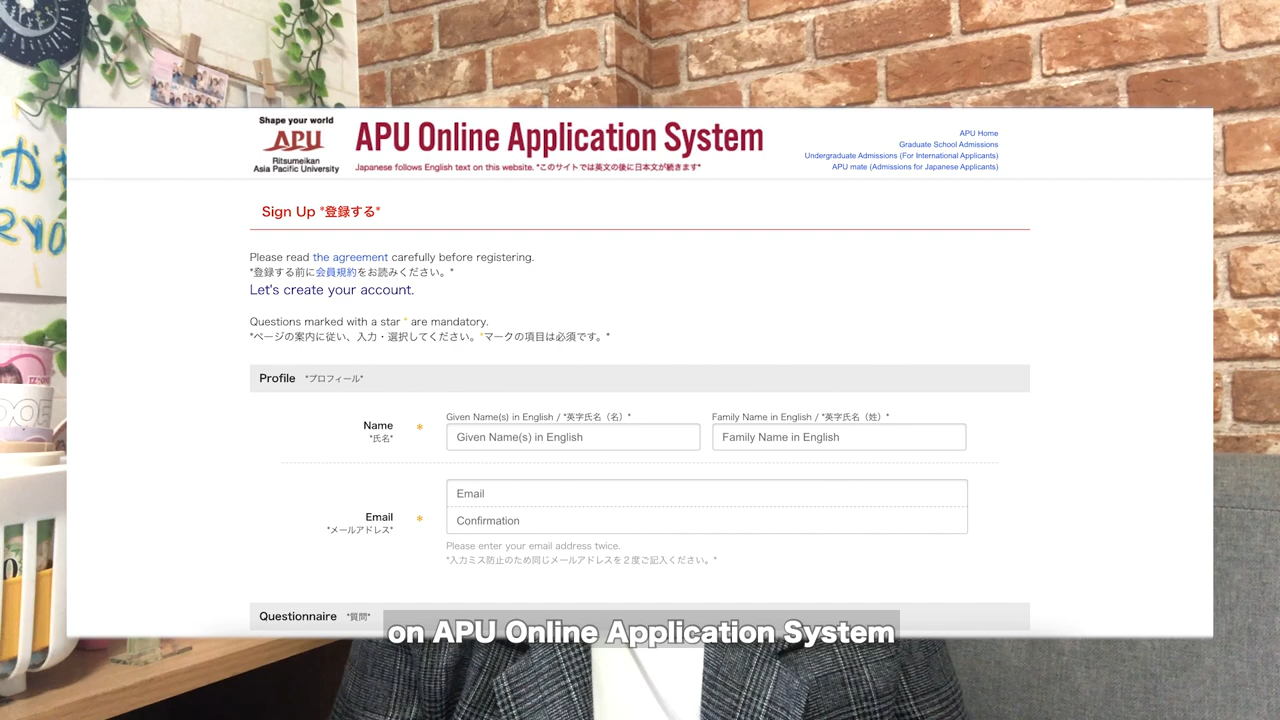 Shape your world
APU
Ritsumeikan
Asia Pacific University
APU Online Application System
Japanese follows English text on this website. *このサイトでは英文の後に日本文が続きます*
APU Home
Graduate School Admissions
Undergraduate Admissions (For International Applicants)
APU mate (Admissions for Japanese Applicants)
Sign Up *登録する*
Please read the agreement carefully before registering.
*登録する前に会員規約をお読みください。*
Let's create your account.
Questions marked with a star * are mandatory.
*ページの案内に従い、入力・選択してください。*マークの項目は必須です。*
Profile *プロフィール*
Name *
*氏名*
Given Name(s) in English / *英字氏名（名）*
Given Name(s) in English
Family Name in English / *英字氏名（姓）*
Family Name in English
Email *
*メールアドレス*
Email
Confirmation
Please enter your email address twice.
*入力ミス防止のため同じメールアドレスを２度ご記入ください。*
Questionnaire *質問*
on APU Online Application System